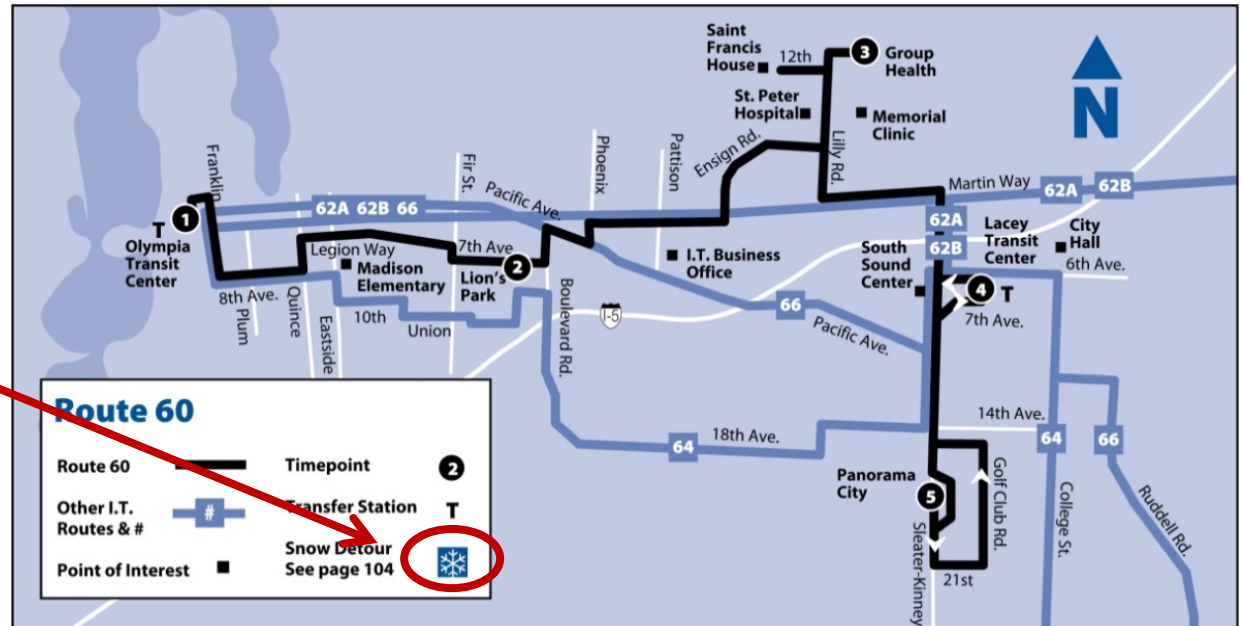 Saint
Francis
House
12th
3
Group
Health
N
St. Peter
Hospital
Memorial
Clinic
Franklin
Fir St.
Phoenix
Pattison
Ensign Rd.
Lilly Rd.
Martin Way
62A
62B
62A 62B 66
Pacific Ave.
1
T
Olympia
Transit
Center
Legion Way
7th Ave
2
Madison
Elementary
Lion's
Park
I.T. Business
Office
62A
62B
South
Sound
Center
Lacey
Transit
Center
City
Hall
6th Ave.
4
T
7th Ave.
8th Ave.
Plum
Quince
Eastside
10th
Union
Boulevard Rd.
I-5
66
Pacific Ave.
64
18th Ave.
14th Ave.
64
66
Panorama
City
5
Golf Club Rd.
College St.
Ruddell Rd.
Sleater-Kinney
21st
Route 60
Route 60
Timepoint
2
Other I.T.
Routes & #
#
Transfer Station
T
Point of Interest
Snow Detour
See page 104